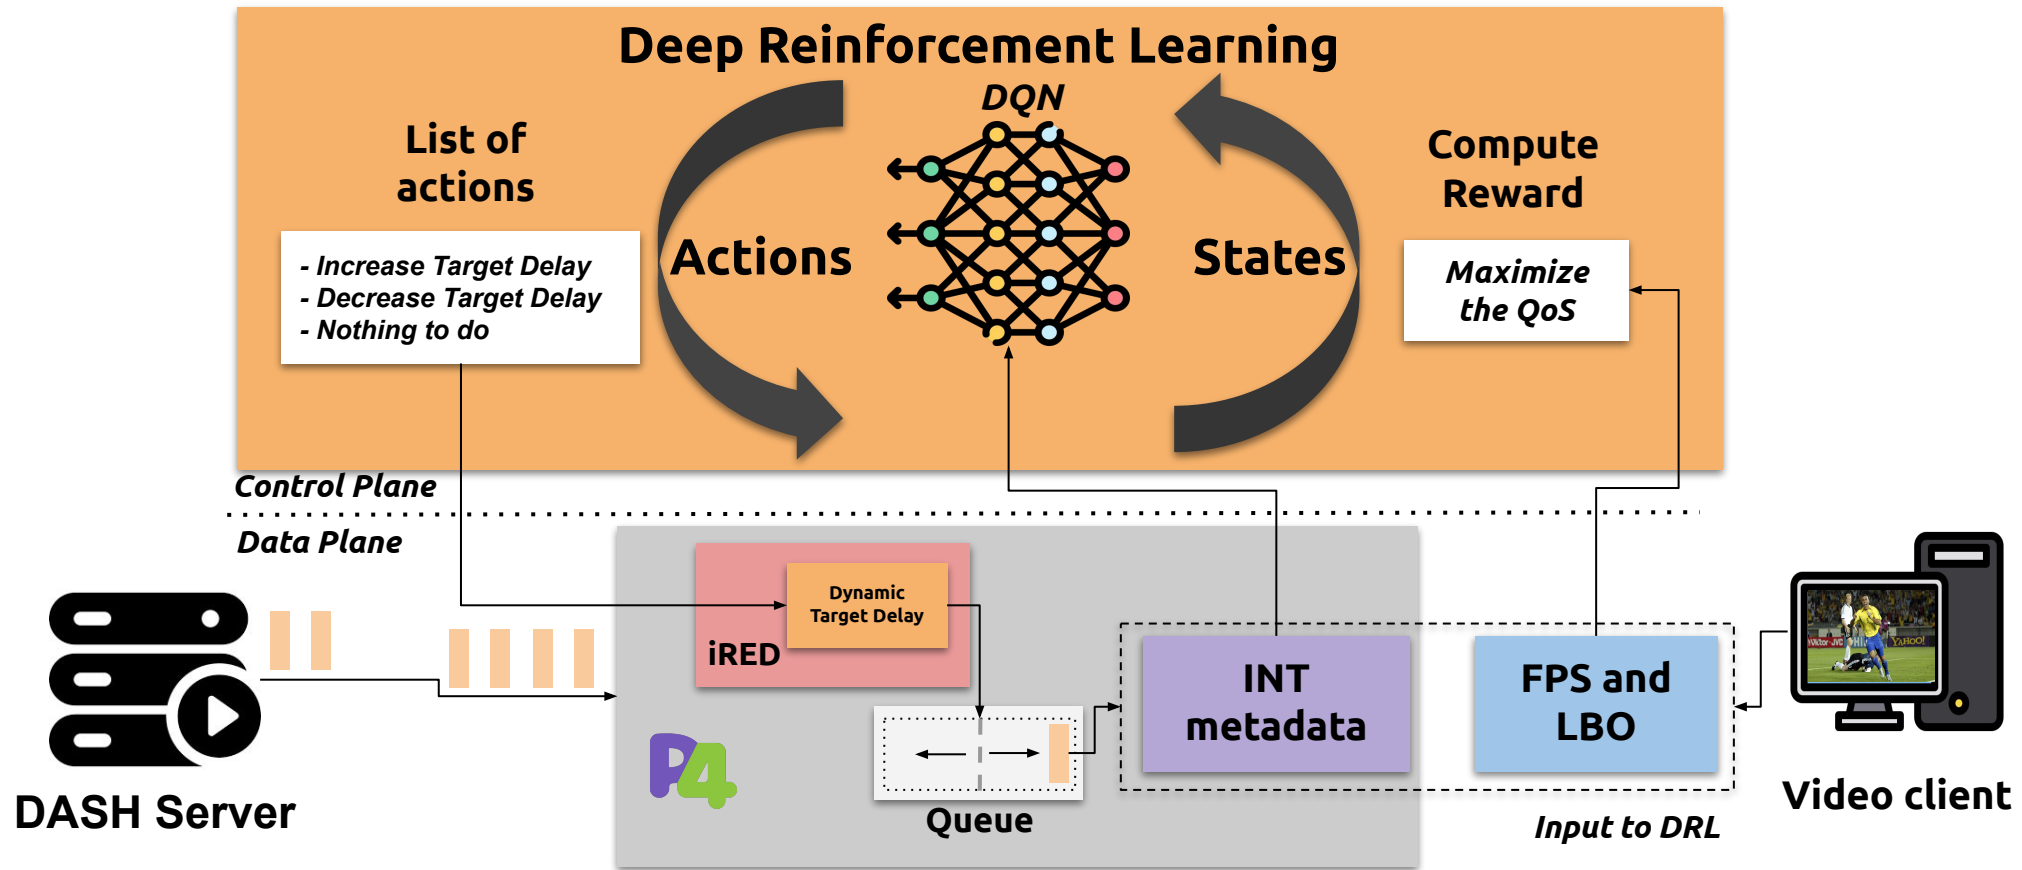 Deep Reinforcement Learning
DQN
List of
actions
- Increase Target Delay
- Decrease Target Delay
- Nothing to do
Actions
States
Compute
Reward
Maximize
the QoS
Control Plane
Data Plane
Dynamic
Target Delay
iRED
P4
Queue
INT
metadata
FPS and
LBO
Input to DRL
DASH Server
Video client
YAHOO!